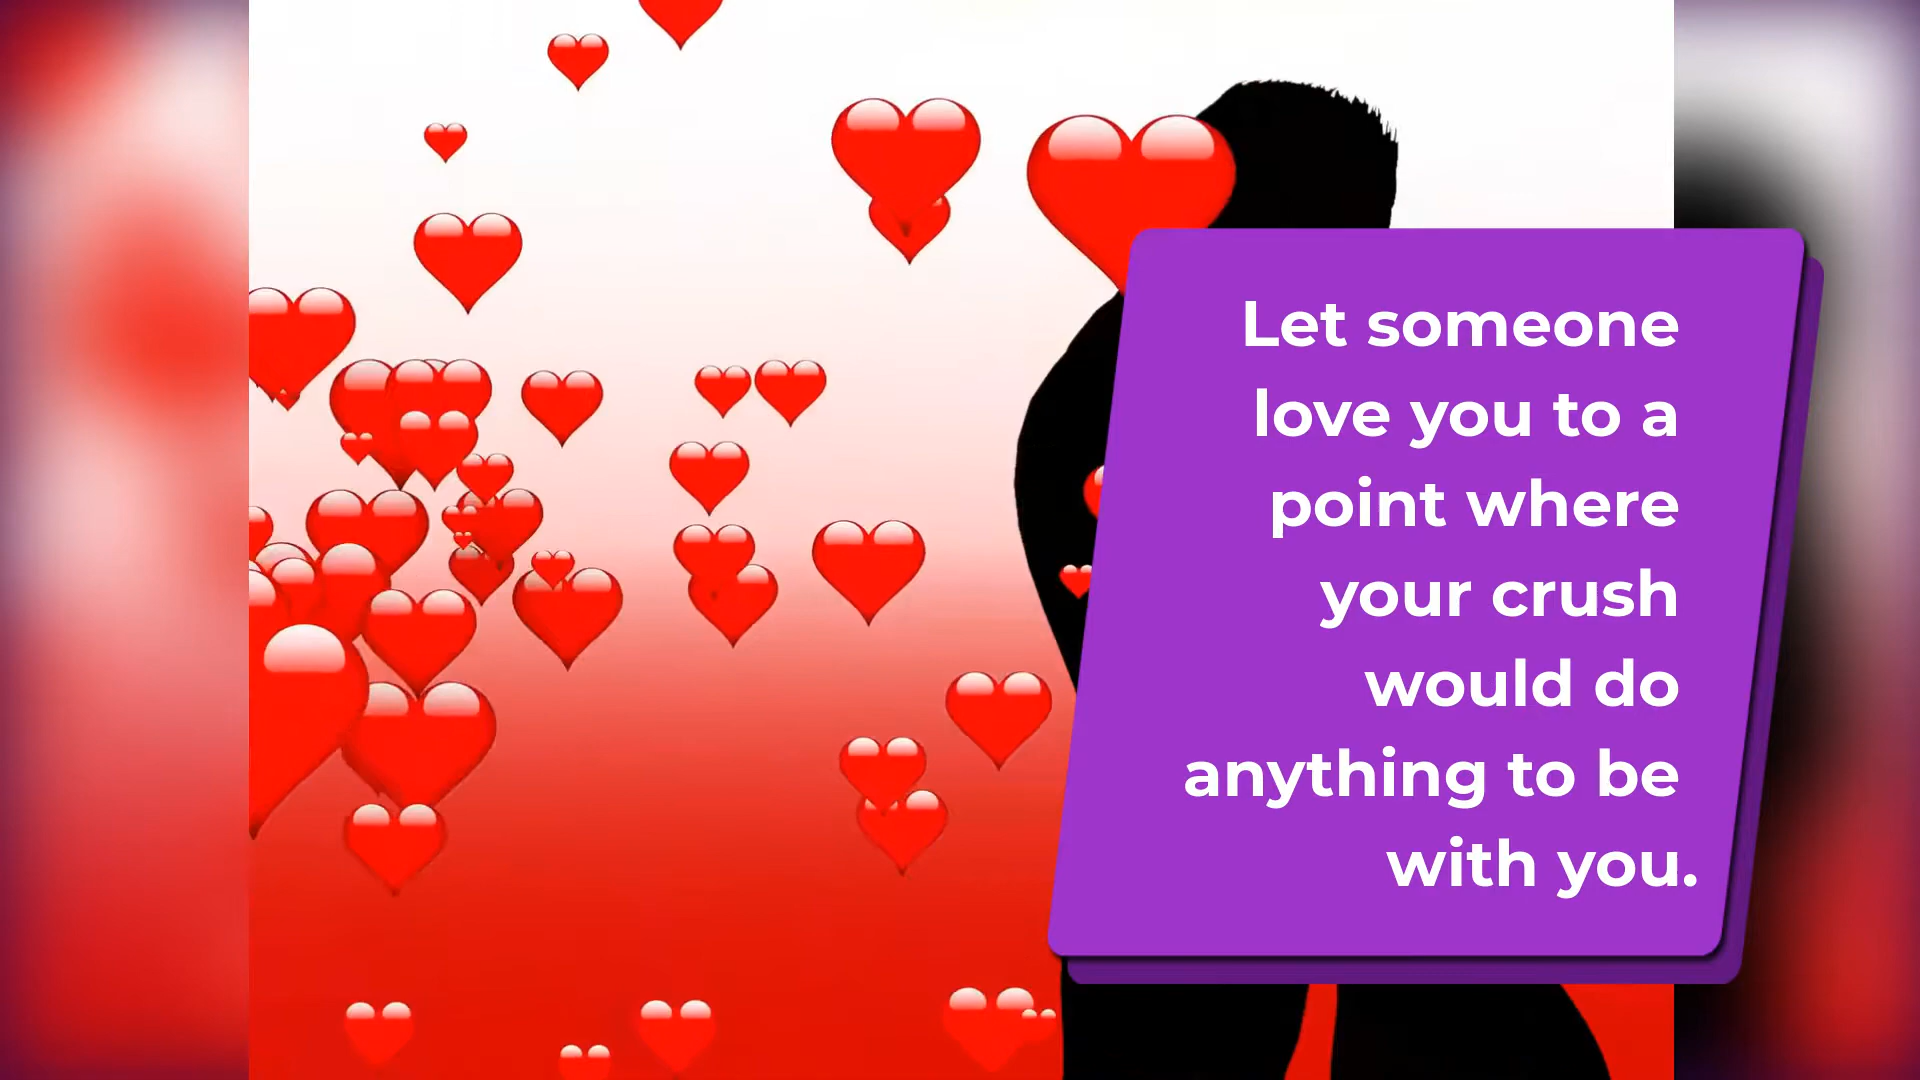 Let someone
love you to a
point where
your crush
would do
anything to be
with you.